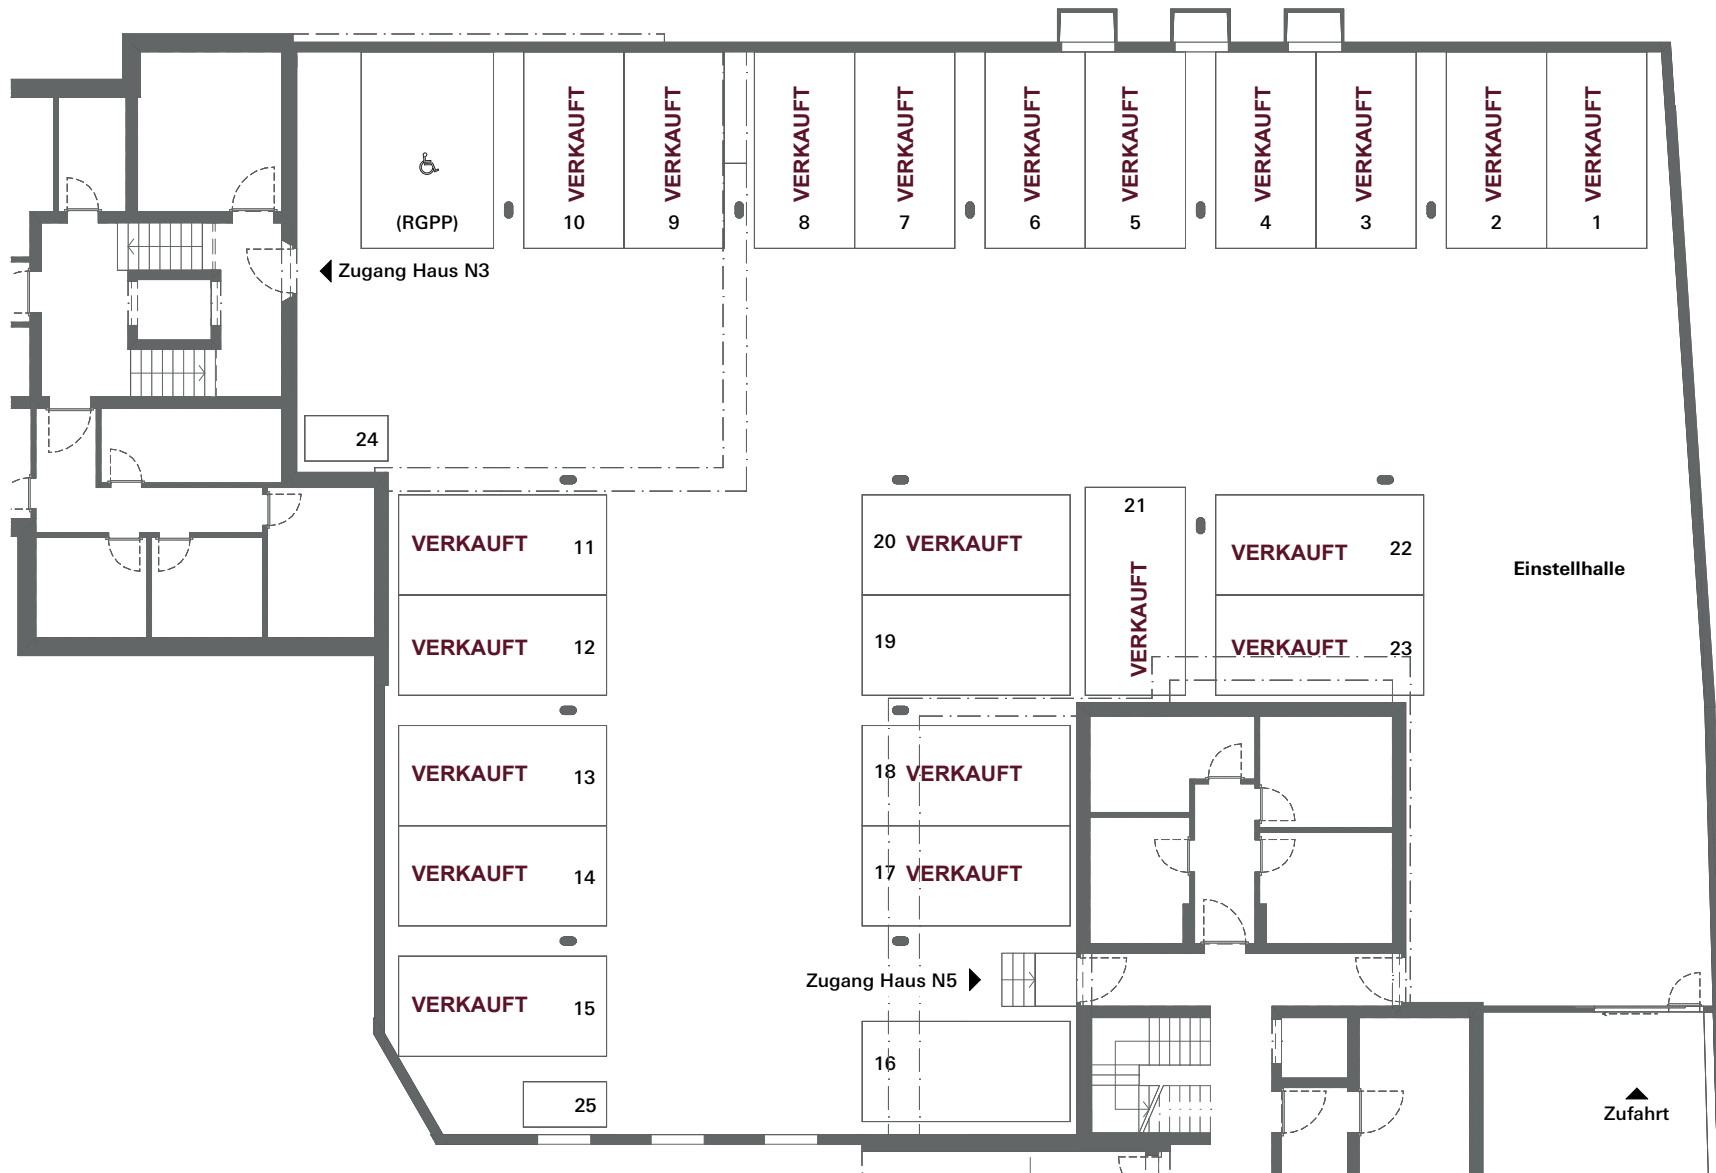 VERKAUFT
VERKAUFT
VERKAUFT
VERKAUFT
VERKAUFT
VERKAUFT
VERKAUFT
VERKAUFT
VERKAUFT
VERKAUFT
(RGPP)
10
9
8
7
6
5
4
3
2
1
Zugang Haus N3
24
21
VERKAUFT 11
20 VERKAUFT
VERKAUFT 22
Einstellhalle
VERKAUFT
VERKAUFT 12
19
VERKAUFT 23
VERKAUFT 13
18 VERKAUFT
VERKAUFT 14
17 VERKAUFT
Zugang Haus N5
VERKAUFT 15
16
25
Zufahrt